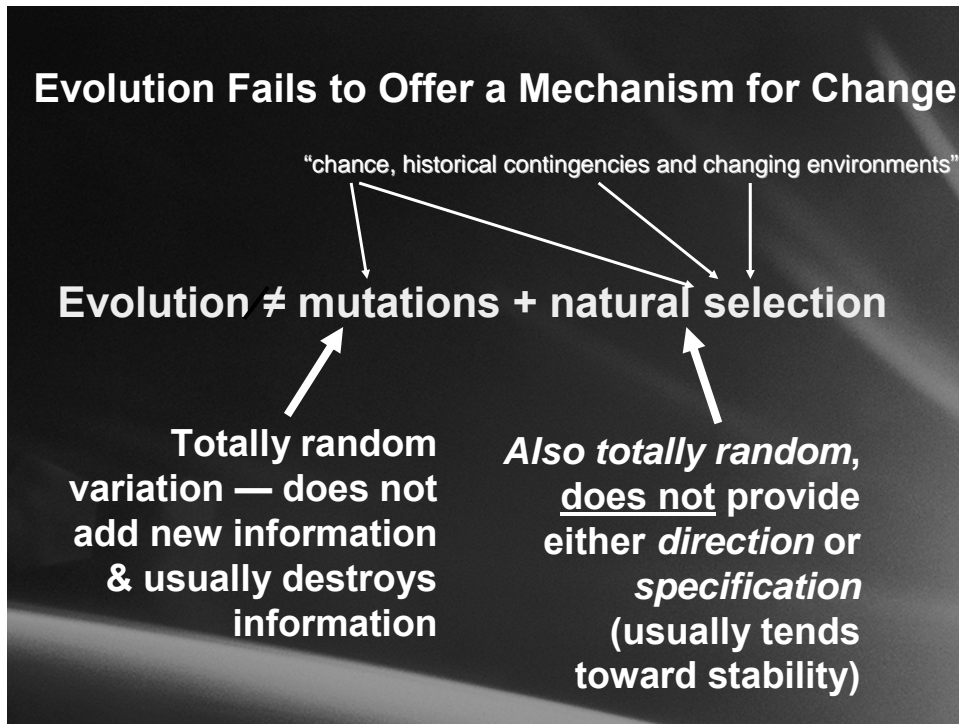 Evolution Fails to Offer a Mechanism for Change
“chance, historical contingencies and changing environments”
Evolution ≠ mutations + natural selection
Totally random
variation — does not
add new information
& usually destroys
information
Also totally random,
does not provide
either direction or
specification
(usually tends
toward stability)